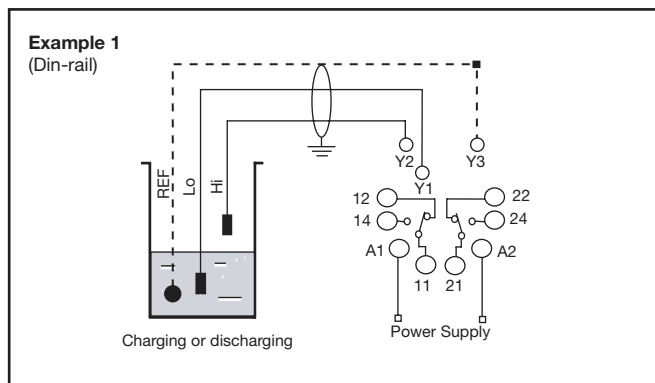 Example 1
(Din-rail)
REF
Lo
Hi
Y2
Y3
Y1
12
22
14
24
A1
A2
11
21
Power Supply
Charging or discharging